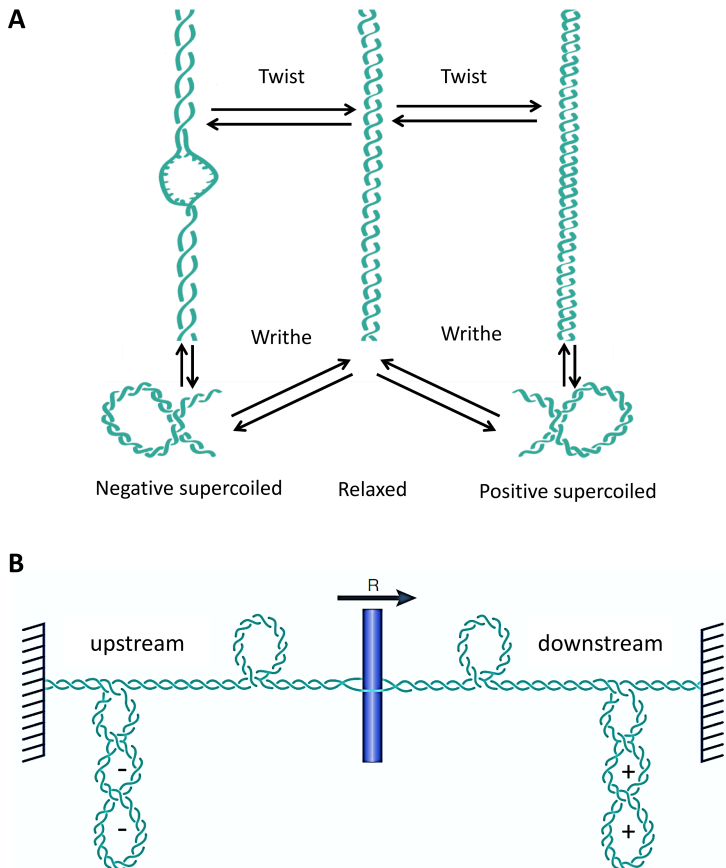 A
Twist
Twist
Writhe
Writhe
Negative supercoiled
Relaxed
Positive supercoiled
B
R
upstream
downstream
-
+
-
+